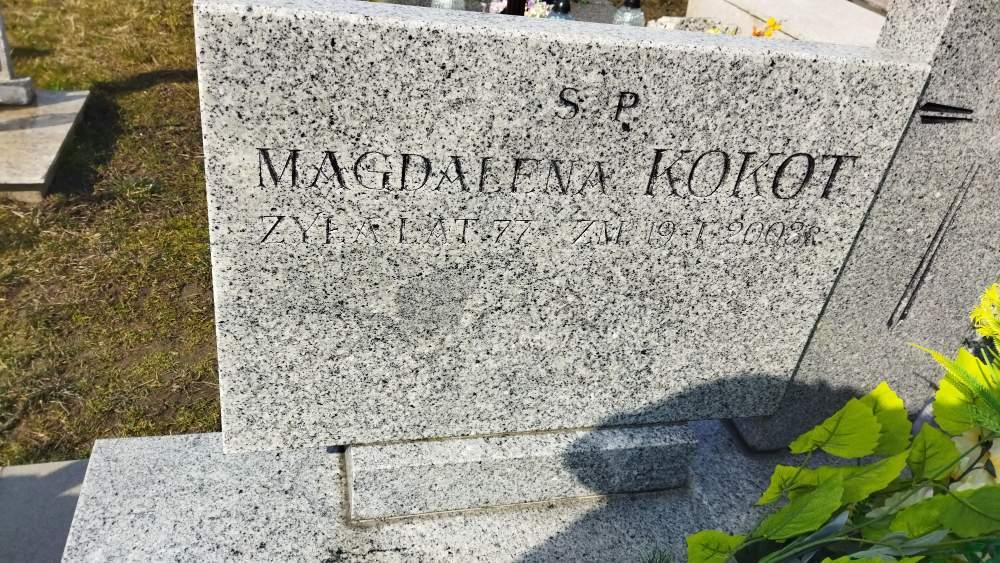 S P.
MAGDALENA KOKOT
ŻYŁA LAT 77 ZM. 19-I-2008R